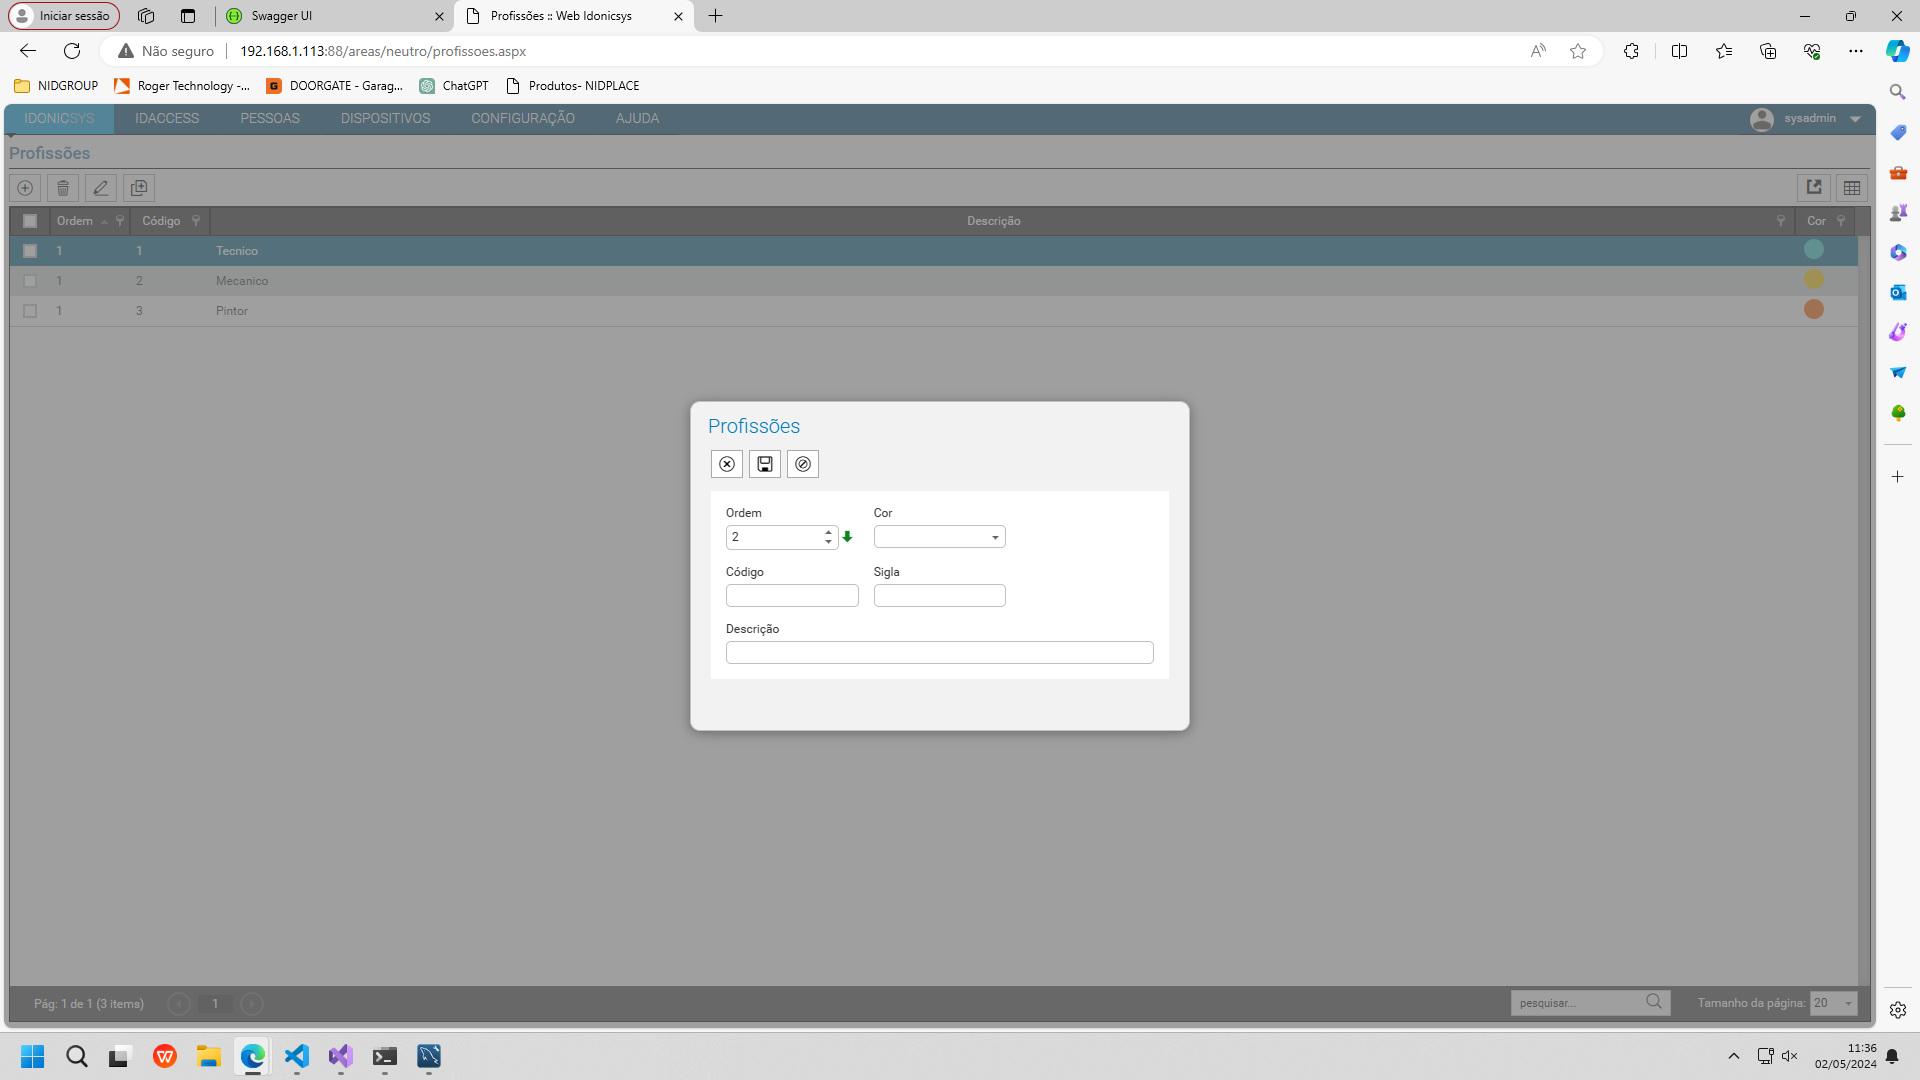 Iniciar sessão
Swagger UI
Profissões :: Web Idonicsys
Não seguro
192.168.1.113:88/areas/neutro/profissoes.aspx
NIDGROUP
Roger Technology -...
DOORGATE - Garag...
ChatGPT
Produtos- NIDPLACE
IDONICSYS
IDACCESS
PESSOAS
DISPOSITIVOS
CONFIGURAÇÃO
AJUDA
sysadmin
Profissões
Ordem Código Descrição Cor
1 1 Tecnico
1 2 Mecanico
1 3 Pintor
Profissões
Ordem Cor
2
Código Sigla
Descrição
Pág: 1 de 1 (3 items) 1
pesquisar...
Tamanho da página: 20
11:36
02/05/2024